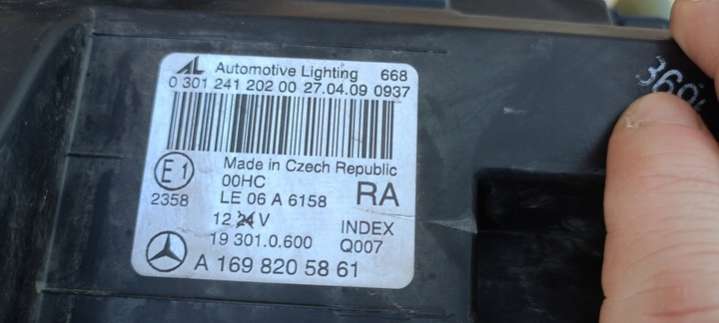 AL Automotive Lighting 668
0 301 241 202 00 27.04.09 0937
E1
Made in Czech Republic
2358
00HC
LE 06 A 6158
RA
12 24 V
INDEX
19 301.0.600
Q007
A 169 820 58 61